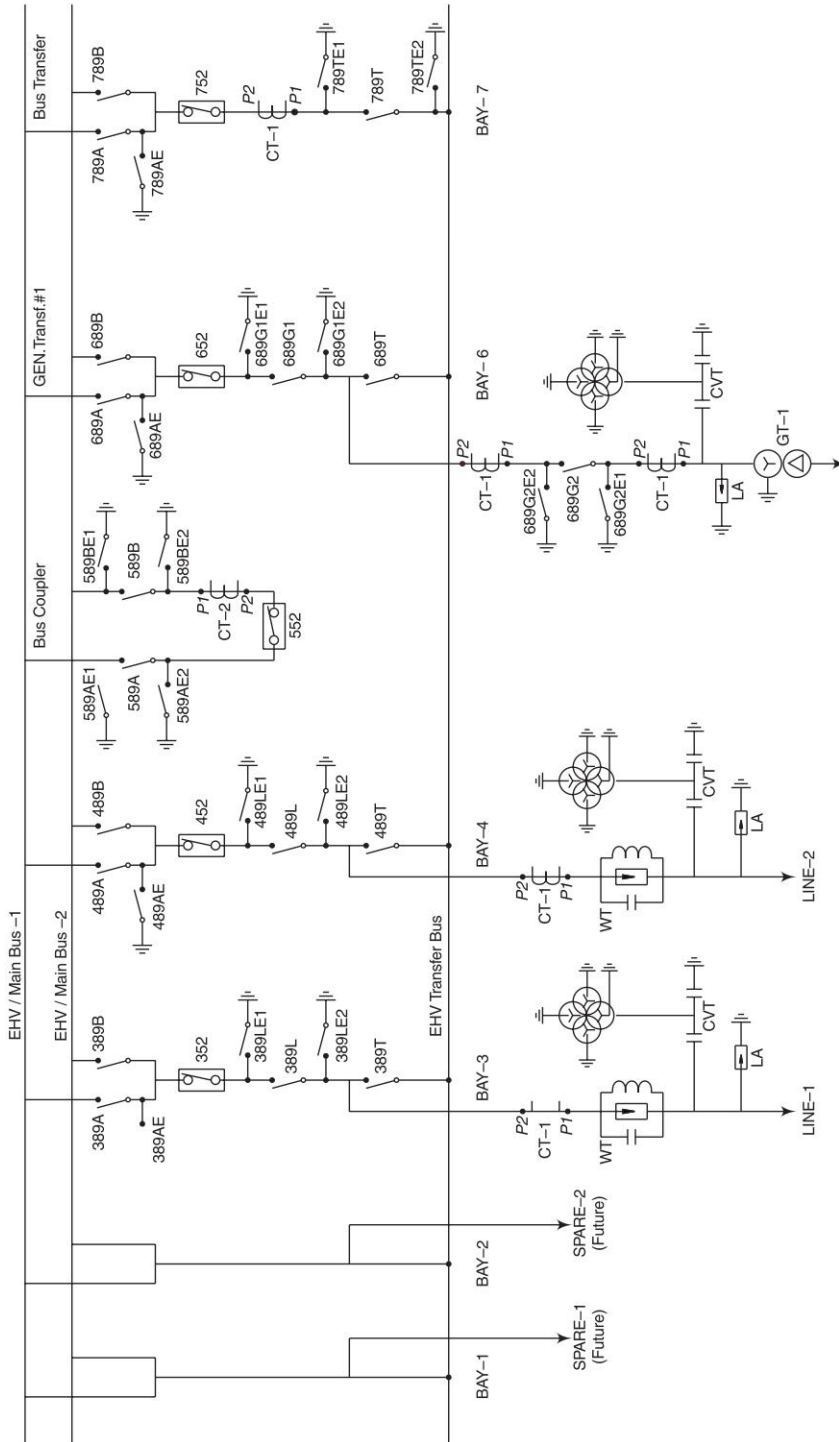 EHV / Main Bus –1
EHV / Main Bus –2
EHV Transfer Bus
BAY–1
SPARE–1
(Future)
BAY–2
SPARE–2
(Future)
389A
389B
389AE
352
389LE1
389L
389LE2
389T
BAY–3
P2
CT–1
P1
WT
CVT
LA
LINE–1
489A
489B
489AE
452
489LE1
489L
489LE2
489T
BAY–4
P2
CT–1
P1
WT
CVT
LA
LINE–2
Bus Coupler
589AE1
589A
589AE2
589BE1
589B
589BE2
P1
CT–2
P2
552
GEN.Transf.#1
689A
689B
689AE
652
689G1E1
689G1
689G1E2
689T
BAY– 6
P2
CT–1
P1
689G2E2
689G2
689G2E1
P2
CT–1
P1
CVT
LA
GT–1
Bus Transfer
789A
789B
789AE
752
P2
CT–1
P1
789TE1
789T
789TE2
BAY– 7